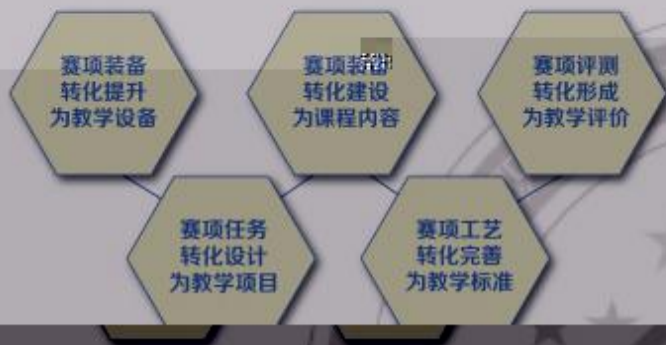 赛项装备
转化提升
为教学设备
赛项装备
转化建设
为课程内容
赛项评测
转化形成
为教学评价
赛项任务
转化设计
为教学项目
赛项工艺
转化完善
为教学标准